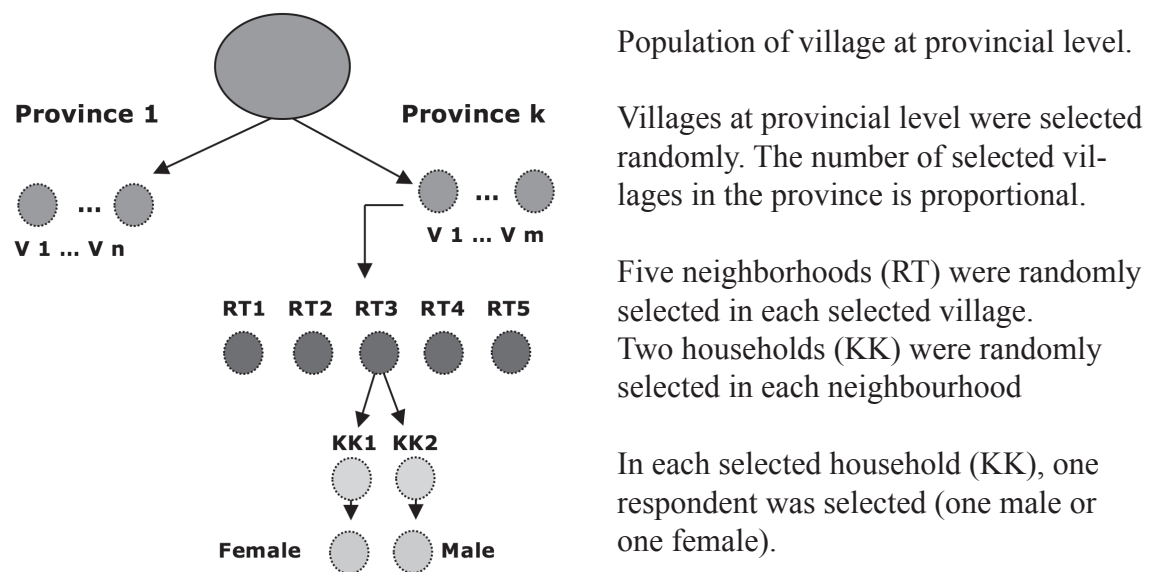 Province 1
Province k
...
...
V 1 ... V n
V 1 ... V m
RT1 RT2 RT3 RT4 RT5
KK1 KK2
Female
Male
Population of village at provincial level.
Villages at provincial level were selected
randomly. The number of selected vil-
lages in the province is proportional.
Five neighborhoods (RT) were randomly
selected in each selected village.
Two households (KK) were randomly
selected in each neighbourhood
In each selected household (KK), one
respondent was selected (one male or
one female).